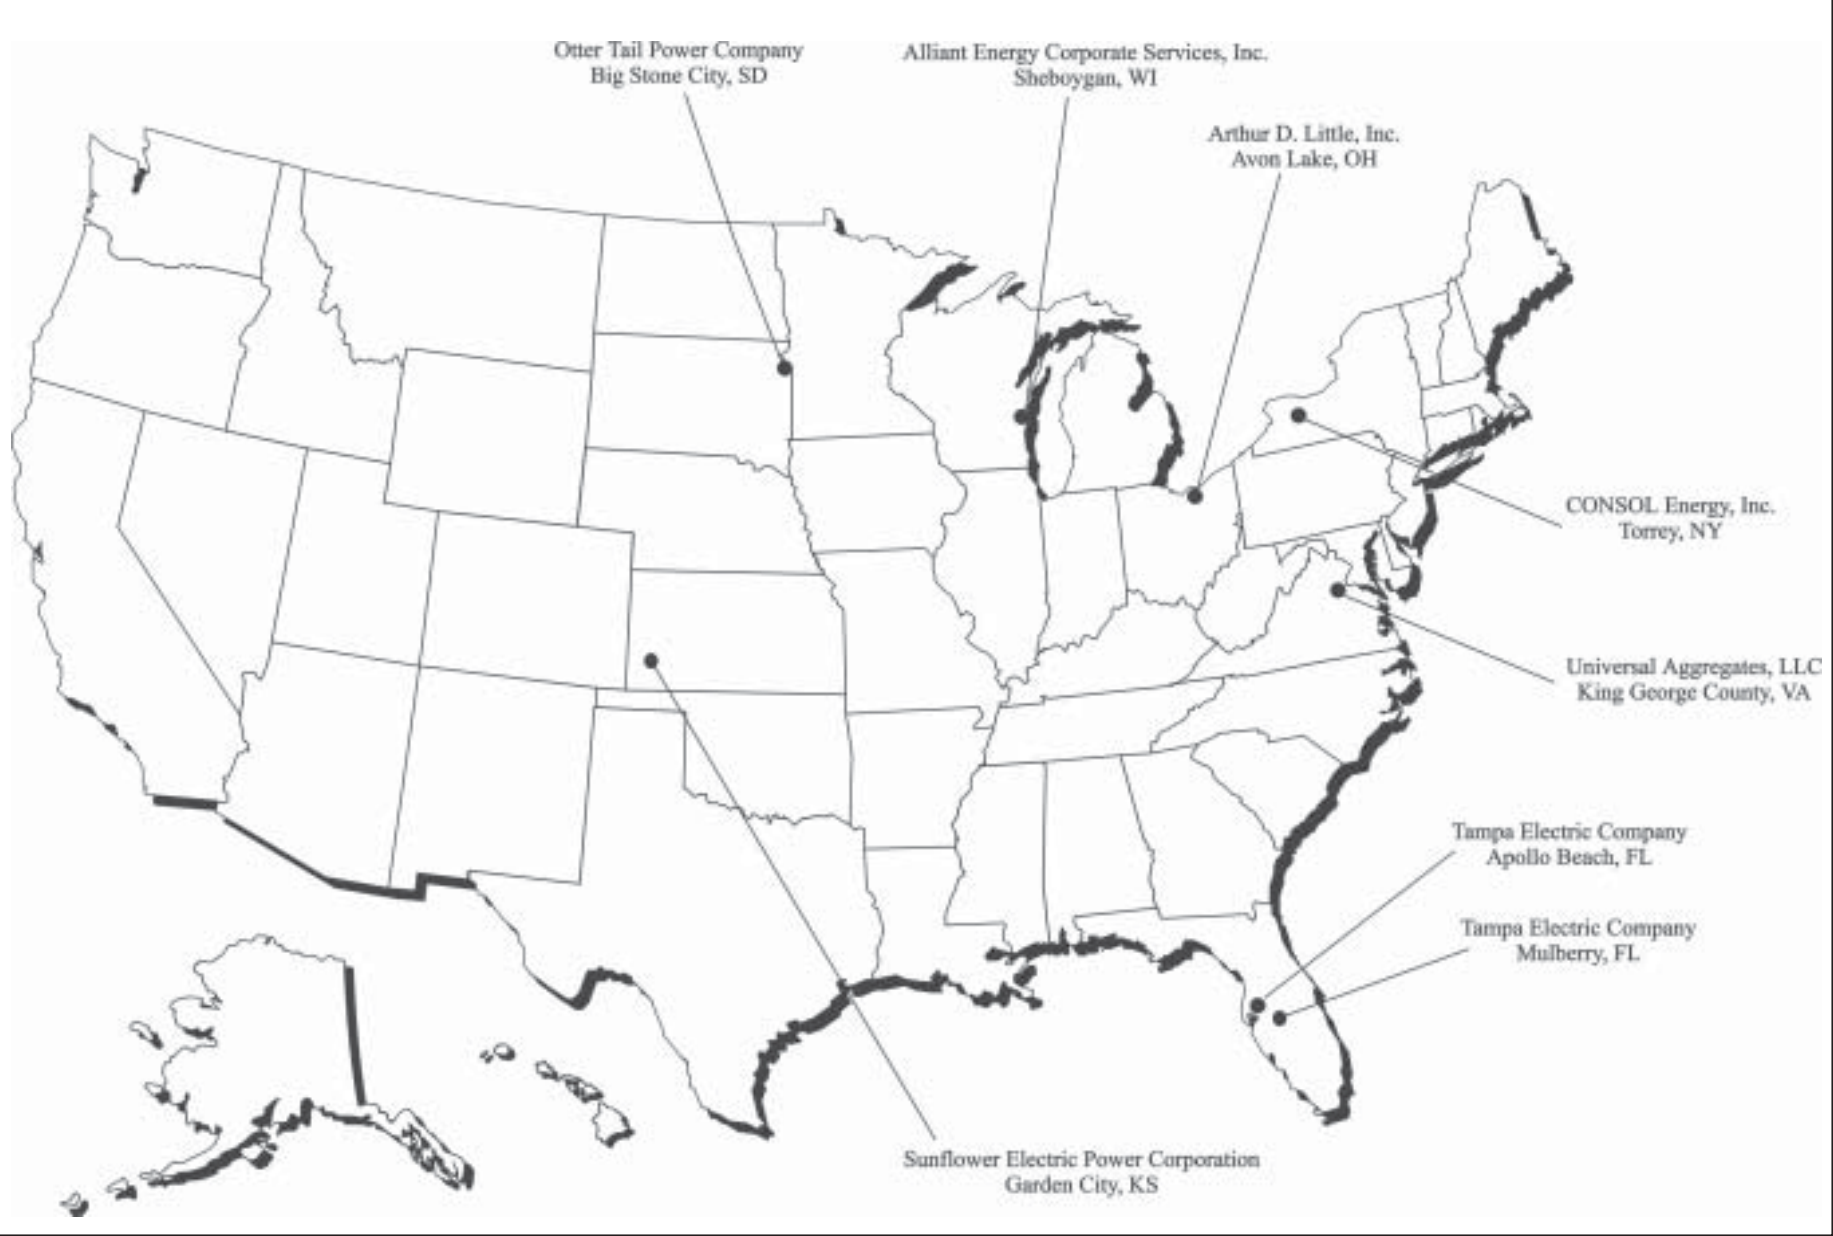 Otter Tail Power Company
Big Stone City, SD
Alliant Energy Corporate Services, Inc.
Sheboygan, WI
Arthur D. Little, Inc.
Avon Lake, OH
CONSOL Energy, Inc.
Torrey, NY
Universal Aggregates, LLC
King George County, VA
Tampa Electric Company
Apollo Beach, FL
Tampa Electric Company
Mulberry, FL
Sunflower Electric Power Corporation
Garden City, KS